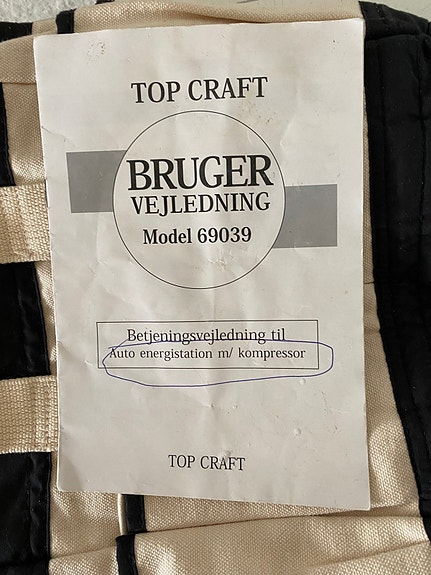 TOP CRAFT
BRUGER
VEJLEDNING
Model 69039
Betjeningsvejledning til
Auto energistation m/ kompressor
TOP CRAFT